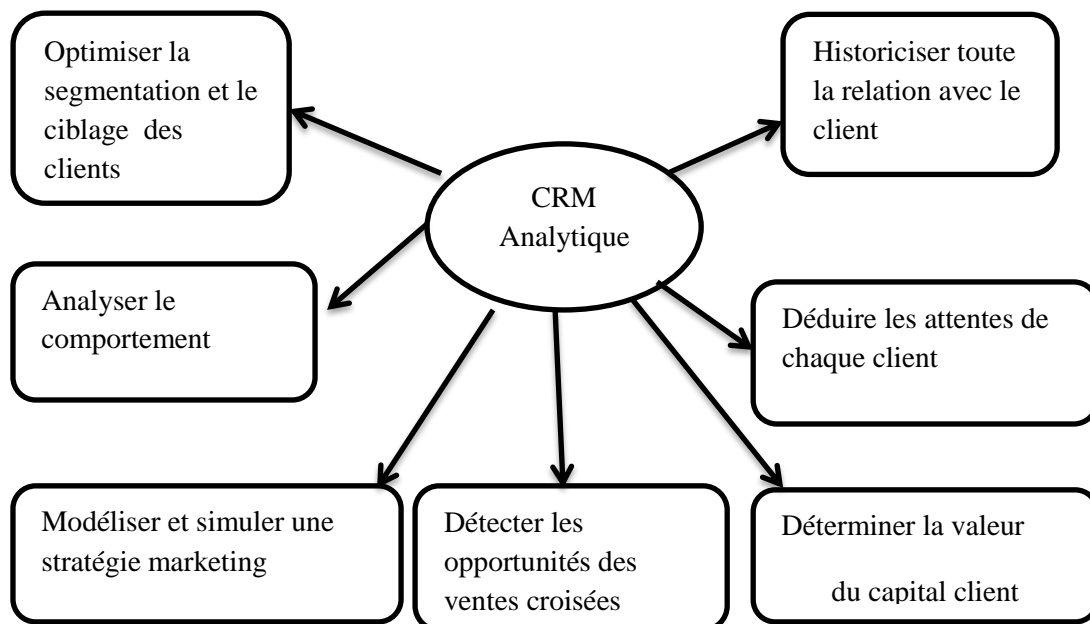 Optimiser la
segmentation et le
ciblage des
clients
Historiciser toute
la relation avec le
client
CRM
Analytique
Analyser le
comportement
Déduire les attentes de
chaque client
Modéliser et simuler une
stratégie marketing
Détecter les
opportunités des
ventes croisées
Déterminer la valeur
du capital client